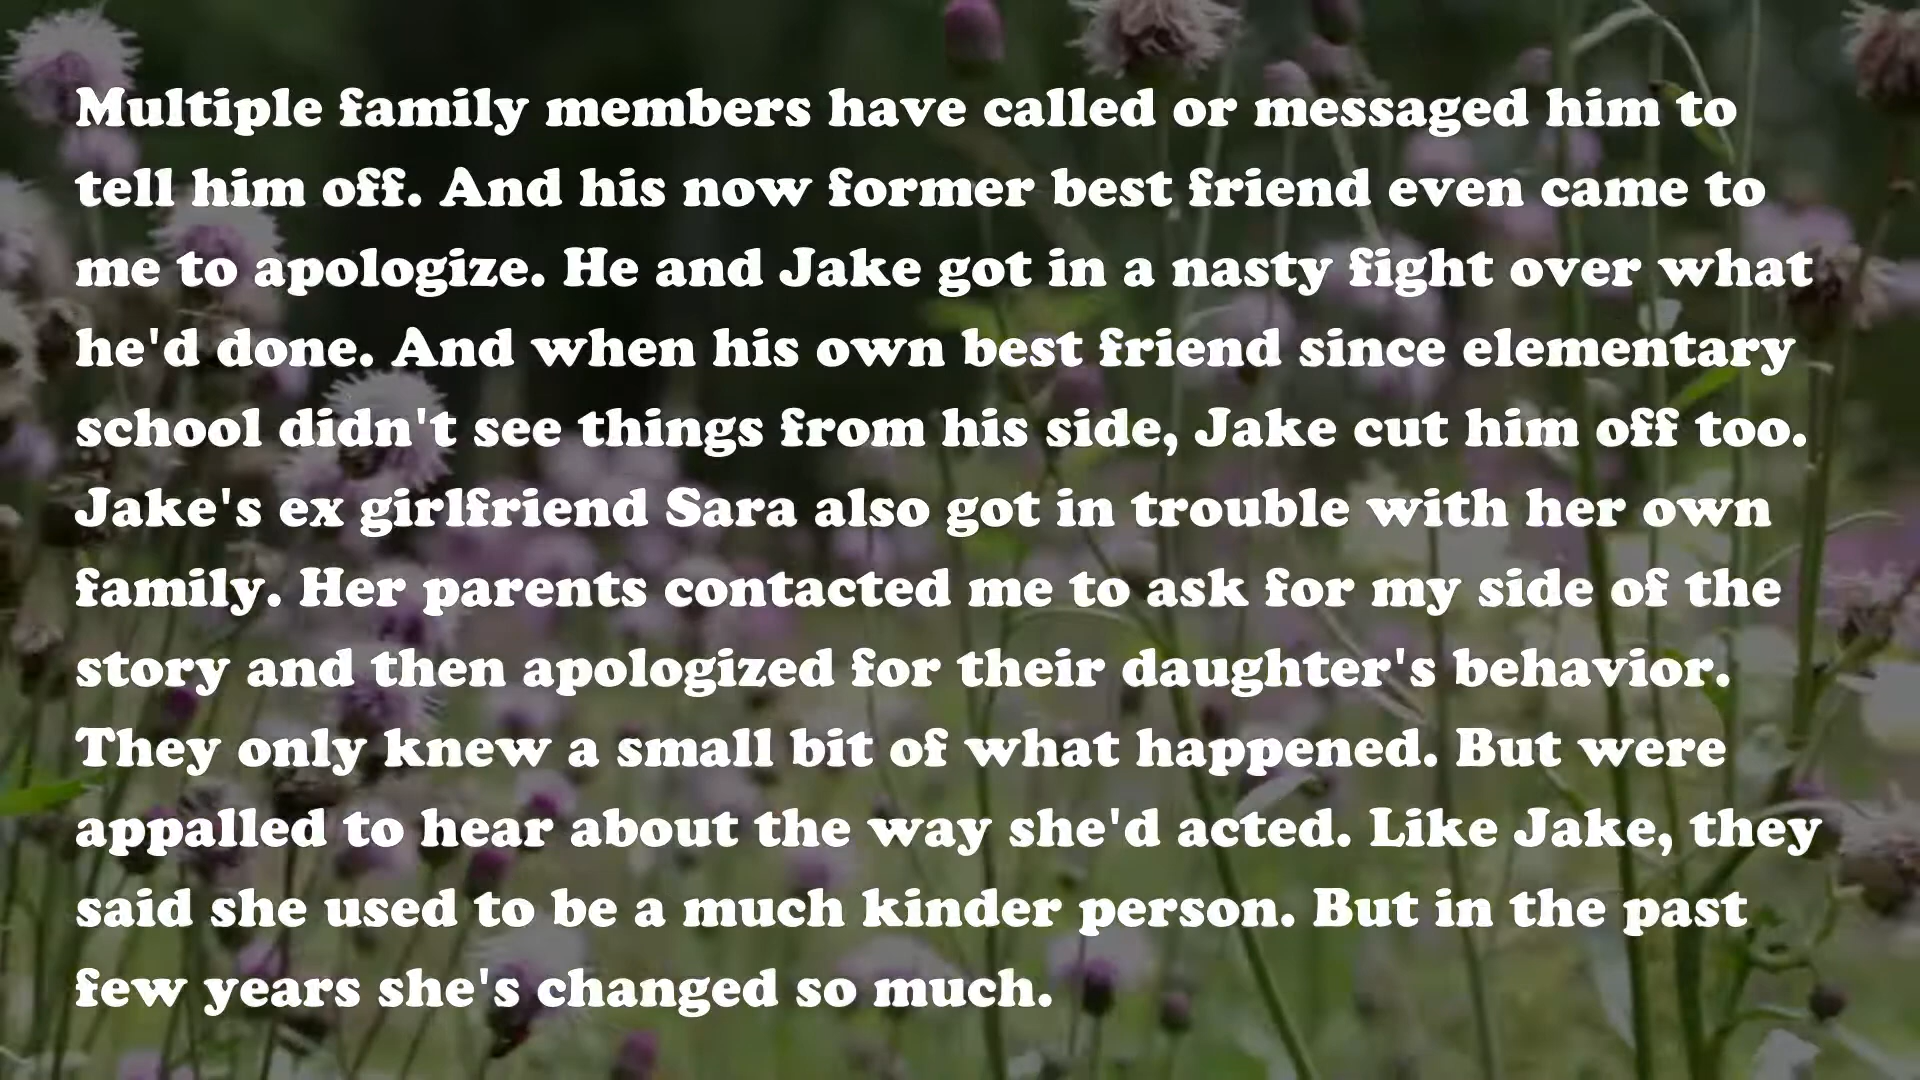 Multiple family members have called or messaged him to
tell him off. And his now former best friend even came to
me to apologize. He and Jake got in a nasty fight over what
he'd done. And when his own best friend since elementary
school didn't see things from his side, Jake cut him off too.
Jake's ex girlfriend Sara also got in trouble with her own
family. Her parents contacted me to ask for my side of the
story and then apologized for their daughter's behavior.
They only knew a small bit of what happened. But were
appalled to hear about the way she'd acted. Like Jake, they
said she used to be a much kinder person. But in the past
few years she's changed so much.